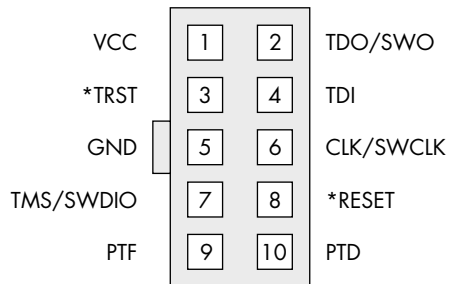 VCC 1 2 TDO/SWO
*TRST 3 4 TDI
GND 5 6 CLK/SWCLK
TMS/SWDIO 7 8 *RESET
PTF 9 10 PTD